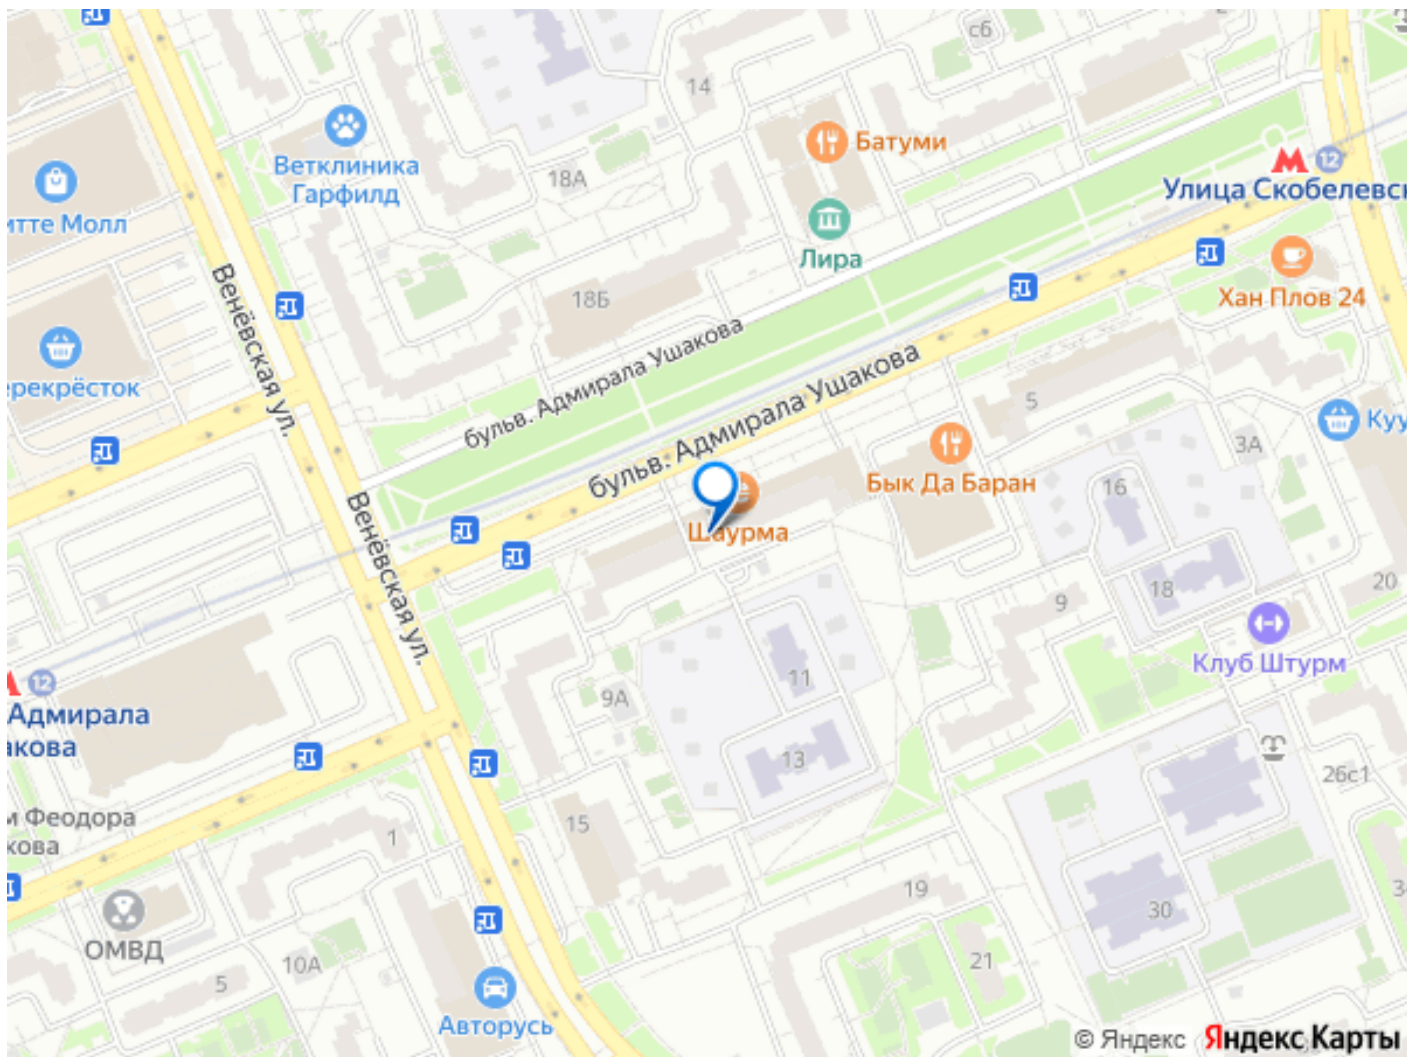 сб
14
Батуми
Ветклиника
Гарфилд
18А
12
Улица Скобелевс
итте Молл
Лира
Хан Плов 24
18Б
Венёвская ул.
бульв. Адмирала Ушакова
бульв. Адмирала Ушакова
ерекрёсток
5
Куу
3А
Бык Да Баран
16
Шаурма
Венёвская ул.
18
20
9
Клуб Штурм
12
Адмирала
акова
11
9А
13
26с1
м Феодора
кова
1
15
19
30
ОМВД
10А
5
21
Авторусь
© Яндекс Яндекс Карты